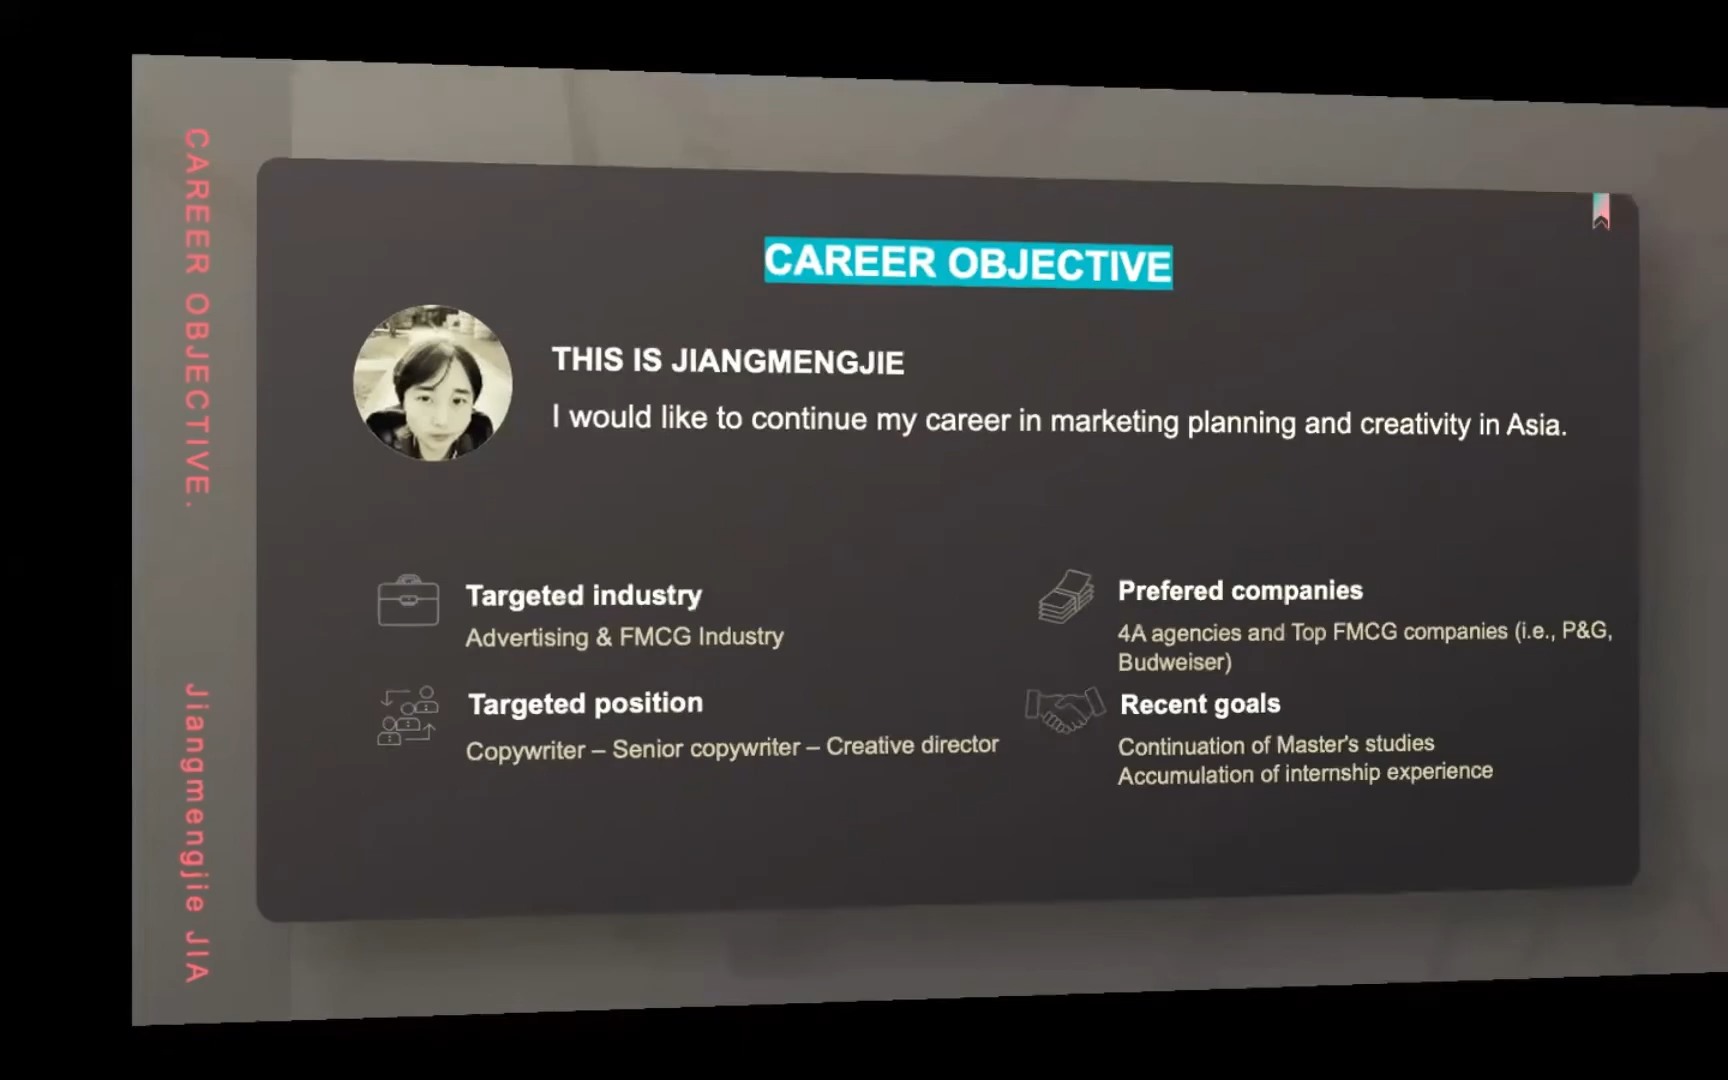 CAREER OBJECTIVE.
Jiangmengjie JIA
CAREER OBJECTIVE
THIS IS JIANGMENGJIE
I would like to continue my career in marketing planning and creativity in Asia.
Targeted industry
Advertising & FMCG Industry
Targeted position
Copywriter – Senior copywriter – Creative director
Prefered companies
4A agencies and Top FMCG companies (i.e., P&G,
Budweiser)
Recent goals
Continuation of Master's studies
Accumulation of internship experience